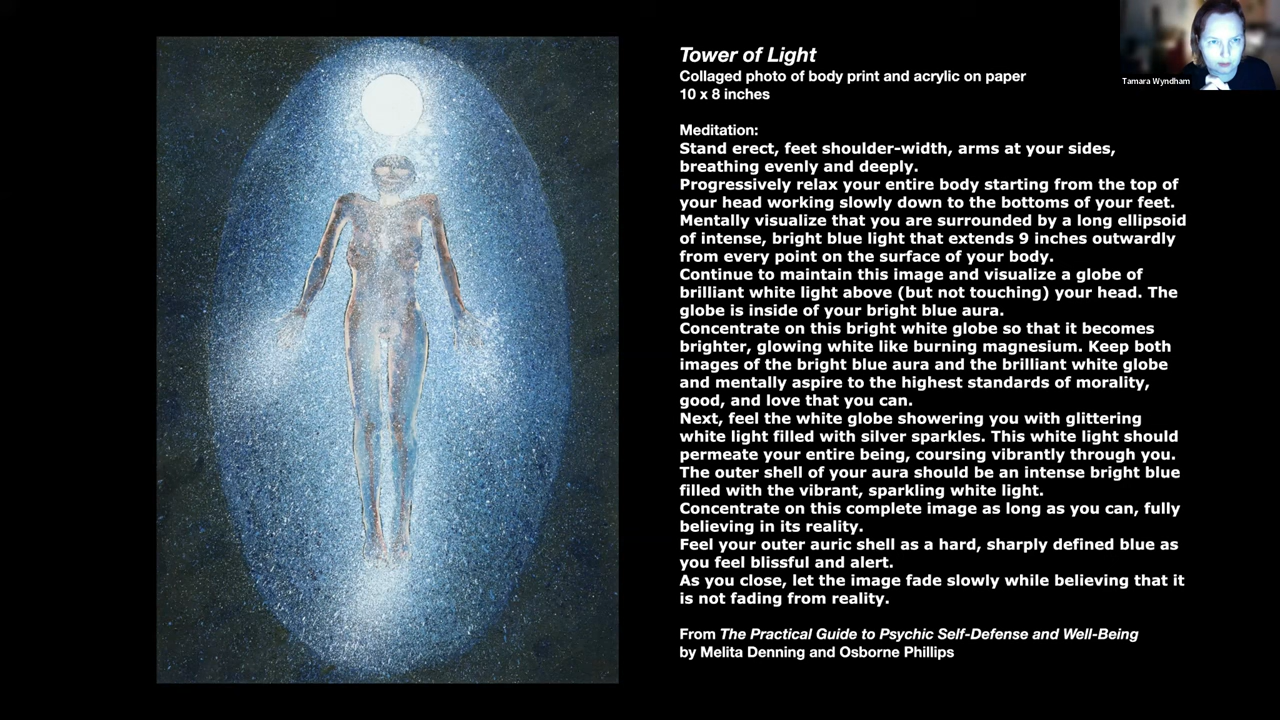 Tower of Light
Collaged photo of body print and acrylic on paper
10 x 8 inches
Tamara Wyndham
Meditation:
Stand erect, feet shoulder-width, arms at your sides,
breathing evenly and deeply.
Progressively relax your entire body starting from the top of
your head working slowly down to the bottoms of your feet.
Mentally visualize that you are surrounded by a long ellipsoid
of intense, bright blue light that extends 9 inches outwardly
from every point on the surface of your body.
Continue to maintain this image and visualize a globe of
brilliant white light above (but not touching) your head. The
globe is inside of your bright blue aura.
Concentrate on this bright white globe so that it becomes
brighter, glowing white like burning magnesium. Keep both
images of the bright blue aura and the brilliant white globe
and mentally aspire to the highest standards of morality,
good, and love that you can.
Next, feel the white globe showering you with glittering
white light filled with silver sparkles. This white light should
permeate your entire being, coursing vibrantly through you.
The outer shell of your aura should be an intense bright blue
filled with the vibrant, sparkling white light.
Concentrate on this complete image as long as you can, fully
believing in its reality.
Feel your outer auric shell as a hard, sharply defined blue as
you feel blissful and alert.
As you close, let the image fade slowly while believing that it
is not fading from reality.
From The Practical Guide to Psychic Self-Defense and Well-Being
by Melita Denning and Osborne Phillips